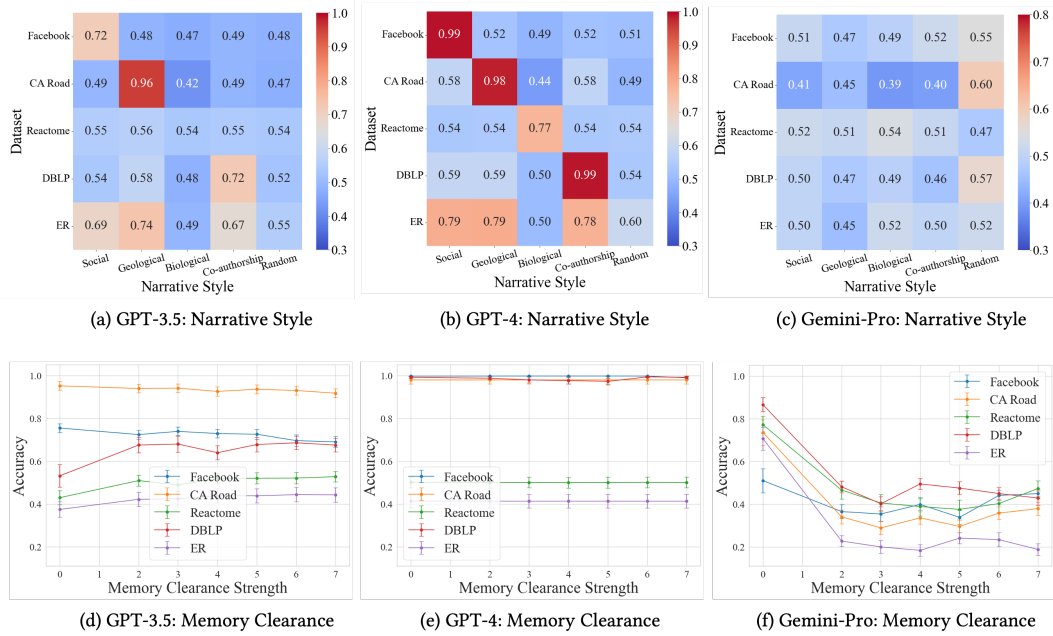 Facebook 0.72 0.48 0.47 0.49 0.48
CA Road 0.49 0.96 0.42 0.49 0.47
Reactome 0.55 0.56 0.54 0.55 0.54
DBLP 0.54 0.58 0.48 0.72 0.52
ER 0.69 0.74 0.49 0.67 0.55
Dataset
Social Geological Biological Co-authorship Random
Narrative Style
1.0
0.9
0.8
0.7
0.6
0.5
0.4
0.3
(a) GPT-3.5: Narrative Style
Facebook 0.99 0.52 0.49 0.52 0.51
CA Road 0.58 0.98 0.44 0.58 0.49
Reactome 0.54 0.54 0.77 0.54 0.54
DBLP 0.59 0.59 0.50 0.99 0.54
ER 0.79 0.79 0.50 0.78 0.60
Dataset
Social Geological Biological Co-authorship Random
Narrative Style
1.0
0.9
0.8
0.7
0.6
0.5
0.4
0.3
(b) GPT-4: Narrative Style
Facebook 0.51 0.47 0.49 0.52 0.55
CA Road 0.41 0.45 0.39 0.40 0.60
Reactome 0.52 0.51 0.54 0.51 0.47
DBLP 0.50 0.47 0.49 0.46 0.57
ER 0.50 0.45 0.52 0.50 0.52
Dataset
Social Geological Biological Co-authorship Random
Narrative Style
0.8
0.7
0.6
0.5
0.4
0.3
(c) Gemini-Pro: Narrative Style
1.0
0.8
0.6
0.4
0.2
Accuracy
Facebook
CA Road
Reactome
DBLP
ER
0 1 2 3 4 5 6 7
Memory Clearance Strength
(d) GPT-3.5: Memory Clearance
1.0
0.8
0.6
0.4
0.2
Accuracy
Facebook
CA Road
Reactome
DBLP
ER
0 1 2 3 4 5 6 7
Memory Clearance Strength
(e) GPT-4: Memory Clearance
1.0
0.8
0.6
0.4
0.2
Accuracy
Facebook
CA Road
Reactome
DBLP
ER
0 1 2 3 4 5 6 7
Memory Clearance Strength
(f) Gemini-Pro: Memory Clearance